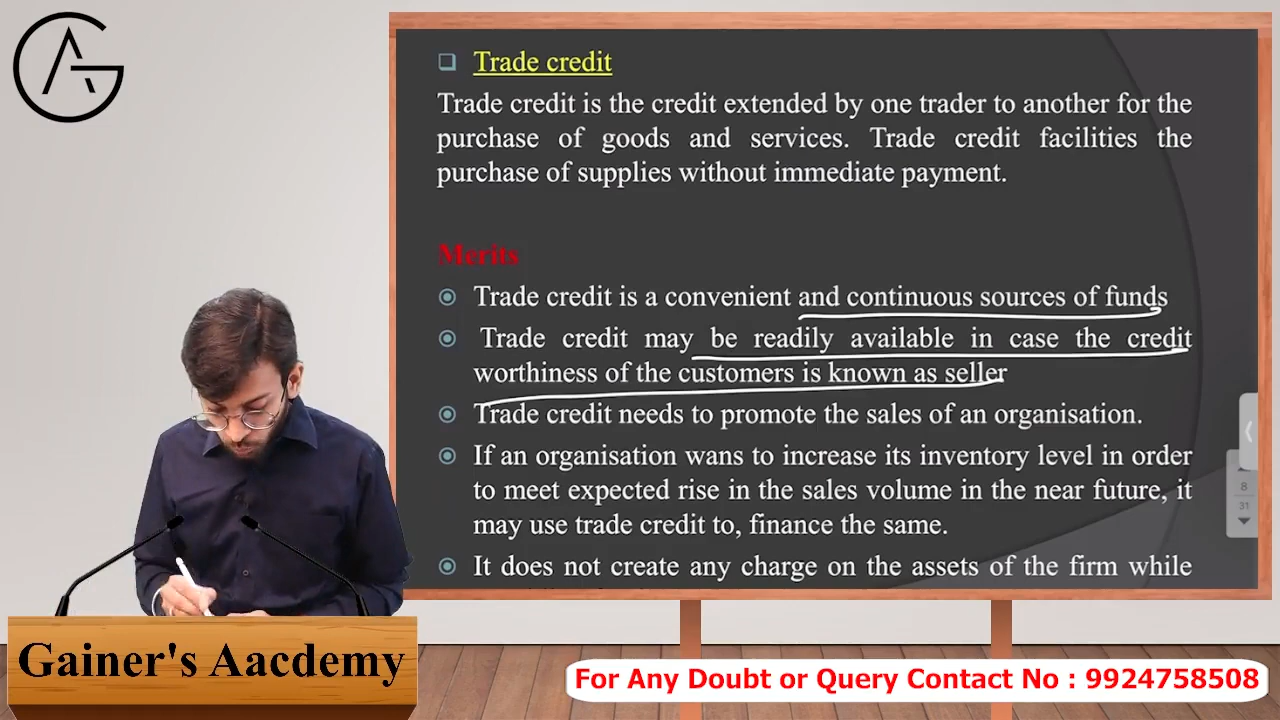 Trade credit
Trade credit is the credit extended by one trader to another for the
purchase of goods and services. Trade credit facilities the
purchase of supplies without immediate payment.
Merits
Trade credit is a convenient and continuous sources of funds
Trade credit may be readily available in case the credit
worthiness of the customers is known as seller
Trade credit needs to promote the sales of an organisation.
If an organisation wans to increase its inventory level in order
to meet expected rise in the sales volume in the near future, it
may use trade credit to, finance the same.
It does not create any charge on the assets of the firm while
8
31
Gainer's Aacdemy
For Any Doubt or Query Contact No : 9924758508